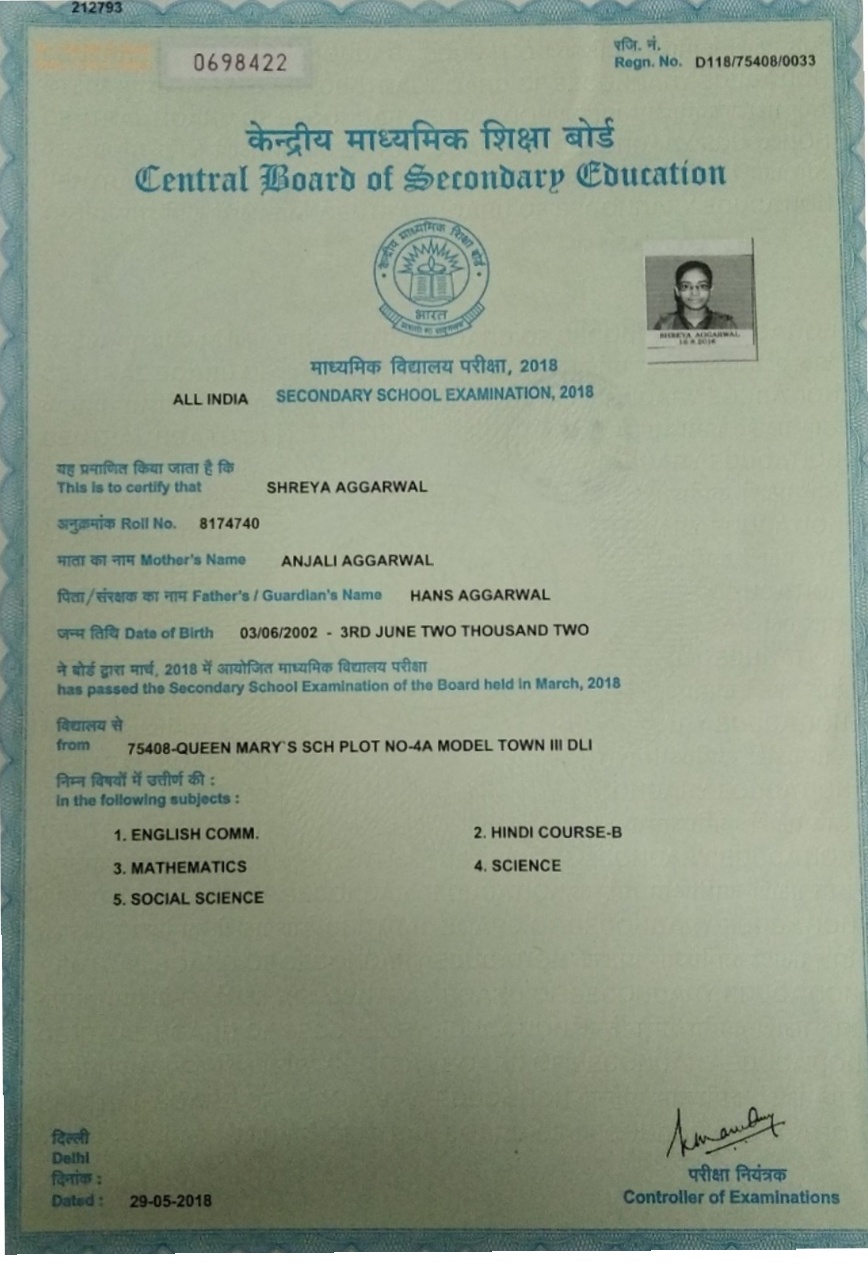 212793
0698422
रजि. नं.
Regn. No. D118/75408/0033
केन्द्रीय माध्यमिक शिक्षा बोर्ड
Central Board of Secondary Education
केन्द्रीय माध्यमिक शिक्षा बोर्ड
भारत
SHREYA AGGARWAL
माध्यमिक विद्यालय परीक्षा, 2018
ALL INDIA SECONDARY SCHOOL EXAMINATION, 2018
यह प्रमाणित किया जाता है कि
This is to certify that SHREYA AGGARWAL
अनुक्रमांक Roll No. 8174740
माता का नाम Mother's Name ANJALI AGGARWAL
पिता/संरक्षक का नाम Father's / Guardian's Name HANS AGGARWAL
जन्म तिथि Date of Birth 03/06/2002 - 3RD JUNE TWO THOUSAND TWO
ने बोर्ड द्वारा मार्च, 2018 में आयोजित माध्यमिक विद्यालय परीक्षा
has passed the Secondary School Examination of the Board held in March, 2018
विद्यालय से
from 75408-QUEEN MARY`S SCH PLOT NO-4A MODEL TOWN III DLI
निम्न विषयों में उत्तीर्ण की :
in the following subjects :
1. ENGLISH COMM. 2. HINDI COURSE-B
3. MATHEMATICS 4. SCIENCE
5. SOCIAL SCIENCE
दिल्ली
Delhi
दिनांक :
Dated : 29-05-2018
परीक्षा नियंत्रक
Controller of Examinations